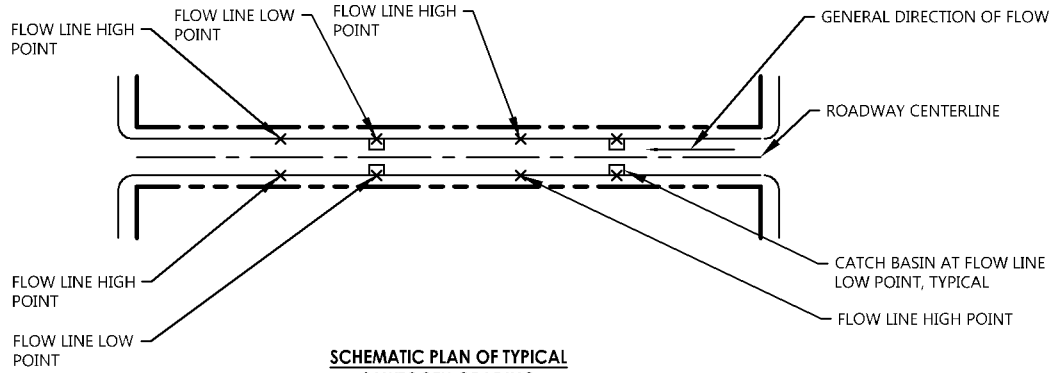 FLOW LINE HIGH
POINT
FLOW LINE LOW
POINT
FLOW LINE HIGH
POINT
GENERAL DIRECTION OF FLOW
ROADWAY CENTERLINE
FLOW LINE HIGH
POINT
FLOW LINE LOW
POINT
CATCH BASIN AT FLOW LINE
LOW POINT, TYPICAL
FLOW LINE HIGH POINT
SCHEMATIC PLAN OF TYPICAL